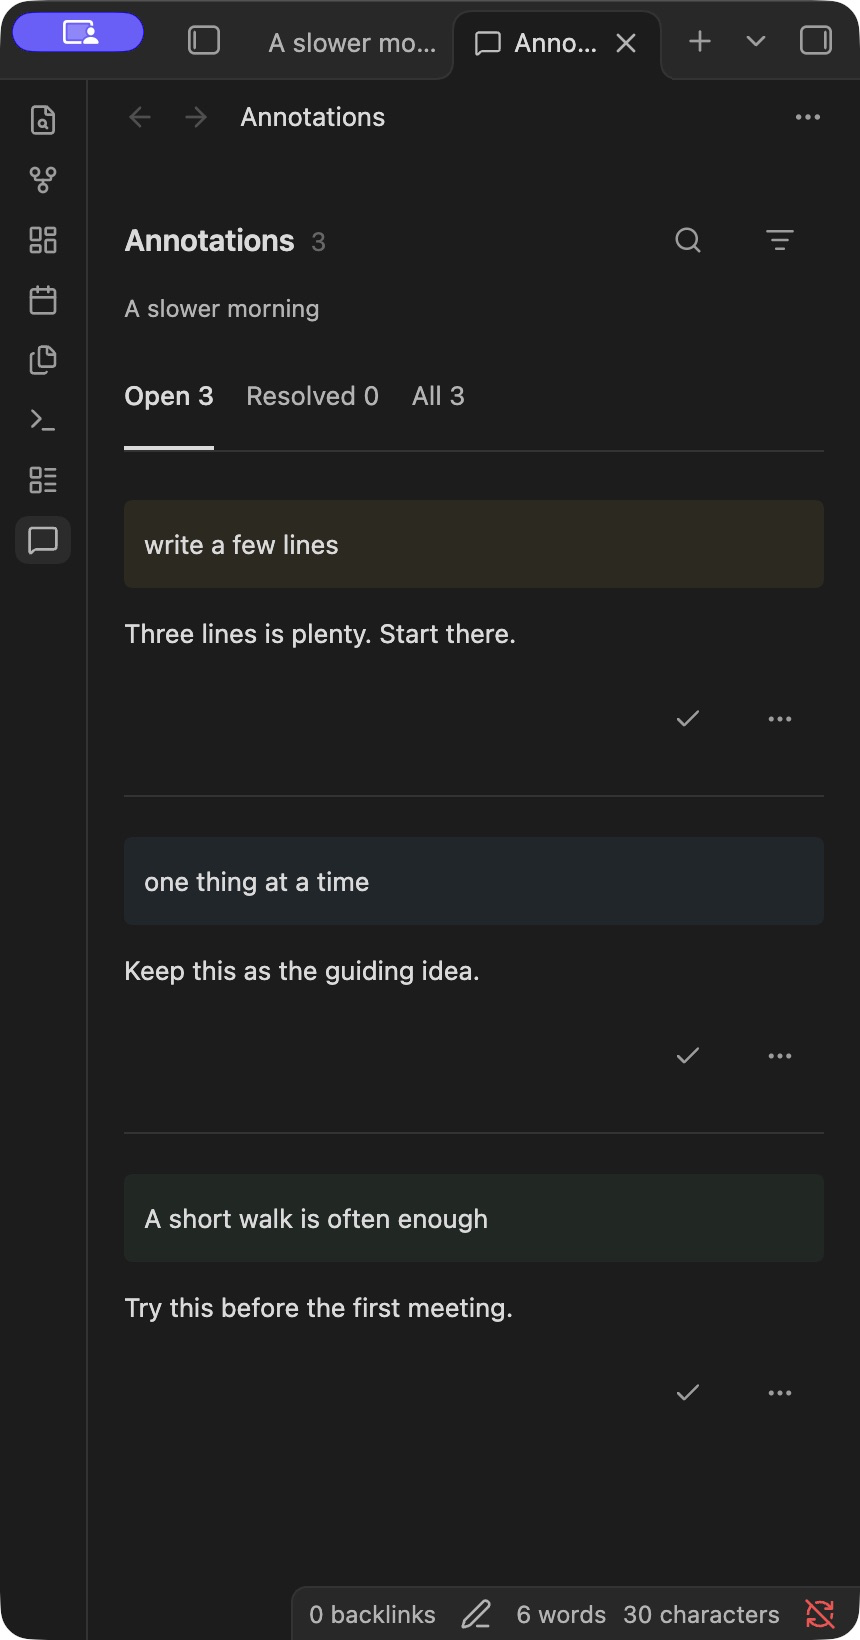 A slower mo...
Anno...
Annotations
Annotations 3
A slower morning
Open 3 Resolved 0 All 3
write a few lines
Three lines is plenty. Start there.
one thing at a time
Keep this as the guiding idea.
A short walk is often enough
Try this before the first meeting.
0 backlinks 6 words 30 characters